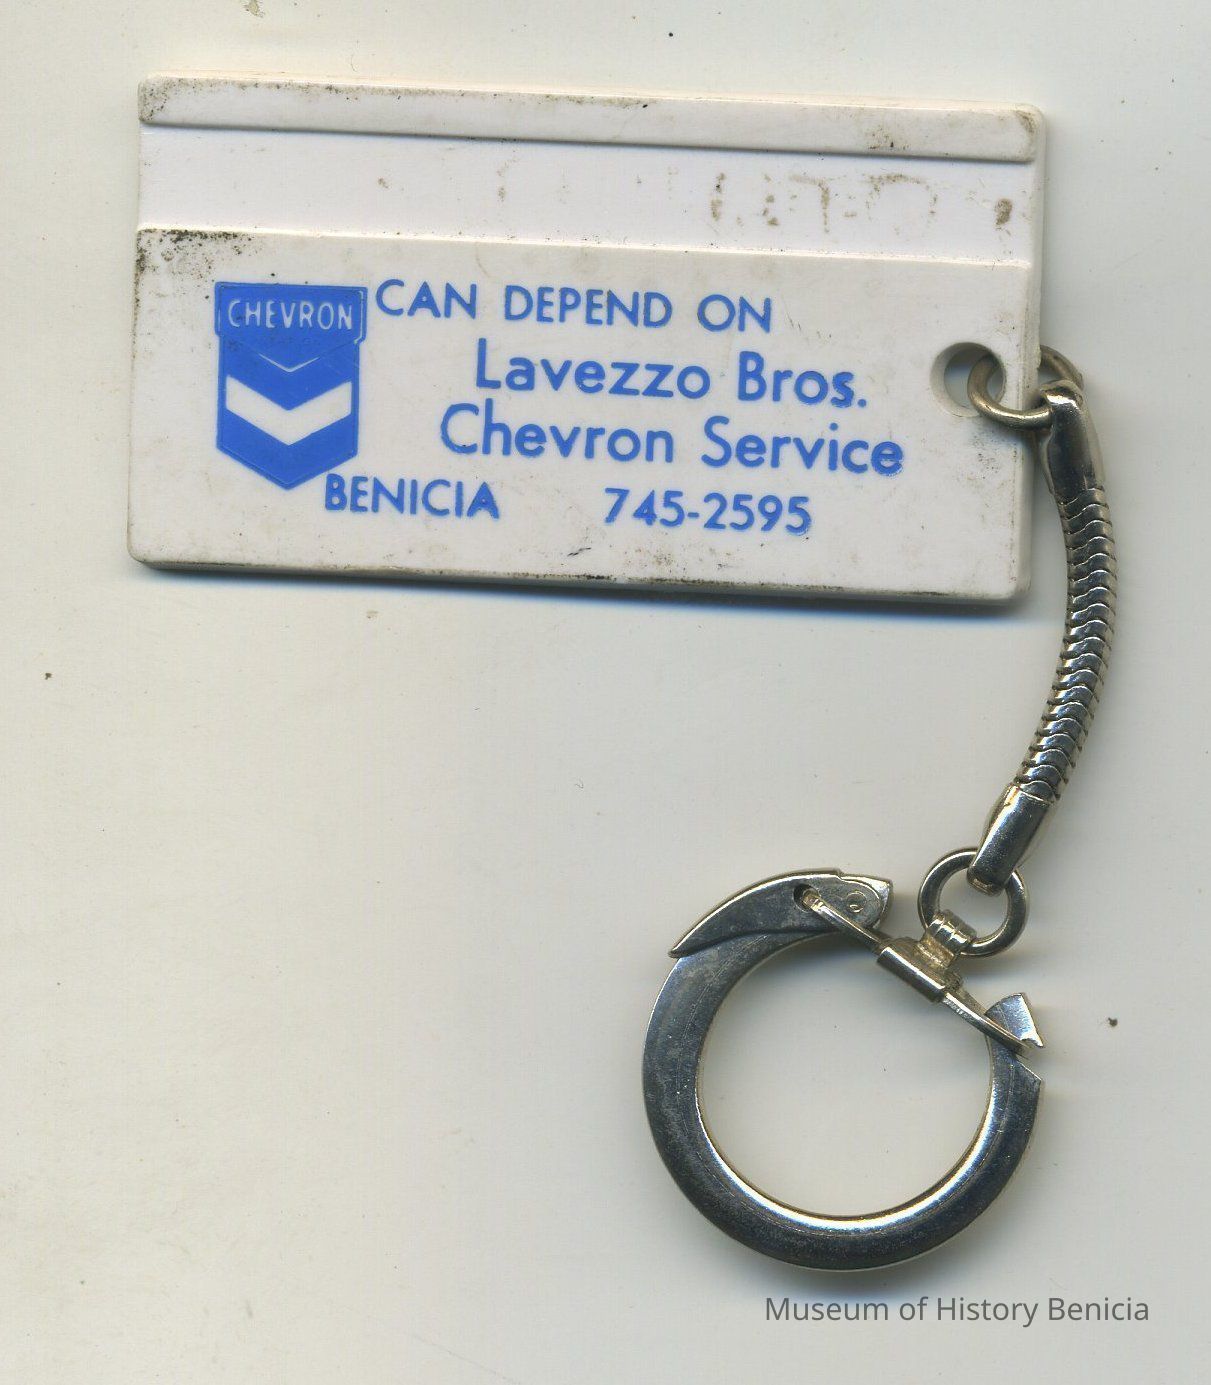 CHEVRON
CAN DEPEND ON
Lavezzo Bros.
Chevron Service
BENICIA 745-2595
Museum of History Benicia